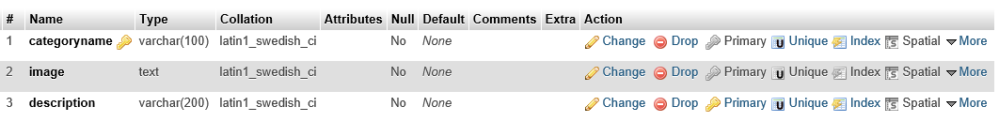 # Name Type Collation Attributes Null Default Comments Extra Action
1 categoryname varchar(100) latin1_swedish_ci No None Change Drop Primary Unique Index Spatial More
2 image text latin1_swedish_ci No None Change Drop Primary Unique Index Spatial More
3 description varchar(200) latin1_swedish_ci No None Change Drop Primary Unique Index Spatial More